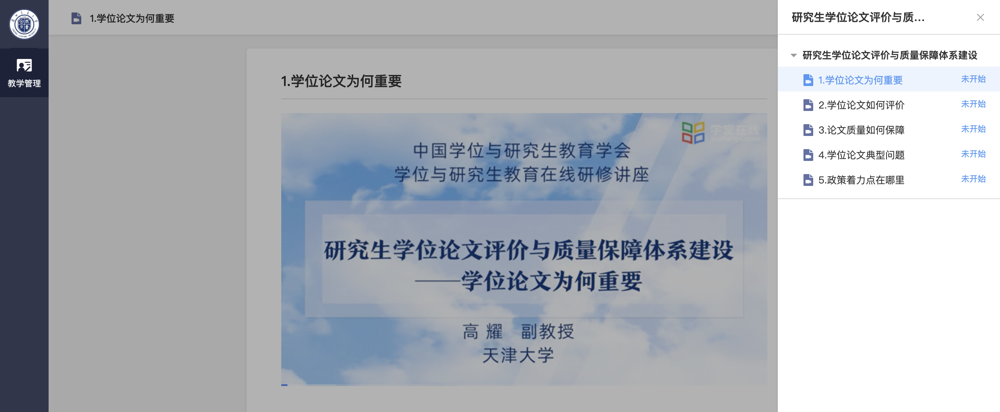 教学管理
1.学位论文为何重要
1.学位论文为何重要
学堂在线
xuetangx.com
中国学位与研究生教育学会
学位与研究生教育在线研修讲座
研究生学位论文评价与质量保障体系建设
——学位论文为何重要
高 耀 副教授
天津大学
研究生学位论文评价与质...
研究生学位论文评价与质量保障体系建设
1.学位论文为何重要 未开始
2.学位论文如何评价 未开始
3.论文质量如何保障 未开始
4.学位论文典型问题 未开始
5.政策着力点在哪里 未开始